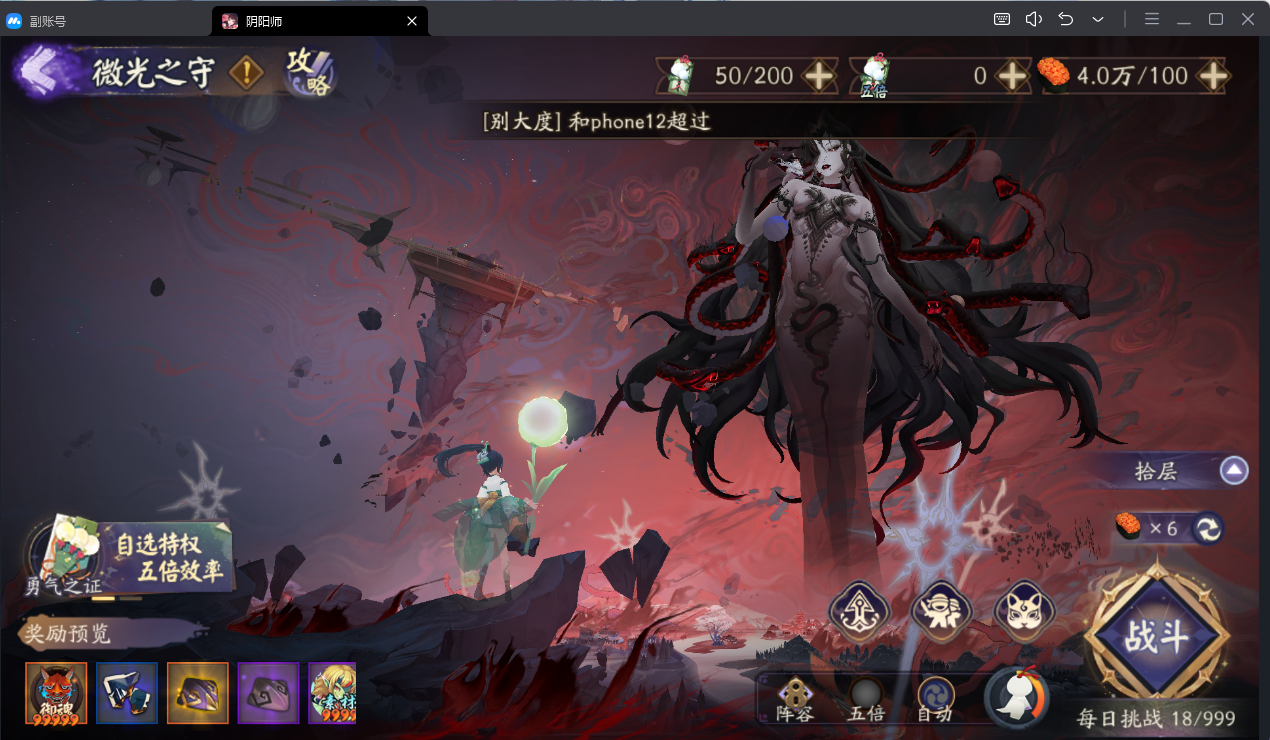 副账号
阴阳师
微光之守
攻略
50/200
五倍
0
4.0万/100
[别大度] 和phone12超过
拾层
×6
自选特权
五倍效率
勇气之证
奖励预览
战斗
御魂
99999
阵容
五倍
自动
每日挑战 18/999